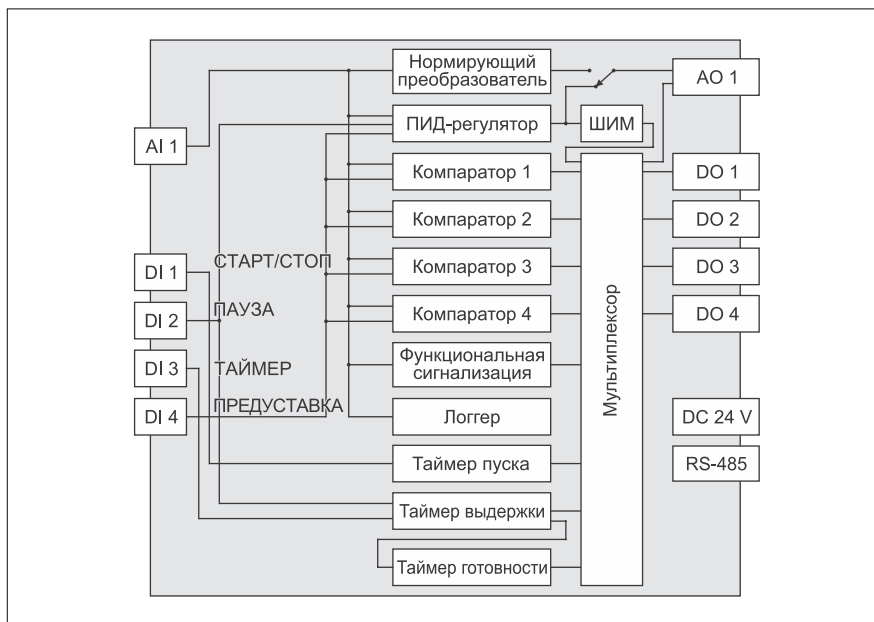 Нормирующий
преобразователь
AO 1
ПИД-регулятор
ШИМ
AI 1
Компаратор 1
DO 1
Компаратор 2
DO 2
СТАРТ/СТОП
DI 1
Компаратор 3
DO 3
ПАУЗА
DI 2
Компаратор 4
DO 4
Мультиплексор
Функциональная
сигнализация
DI 3
ТАЙМЕР
ПРЕДУСТАВКА
DI 4
Логгер
DC 24 V
Таймер пуска
RS-485
Таймер выдержки
Таймер готовности